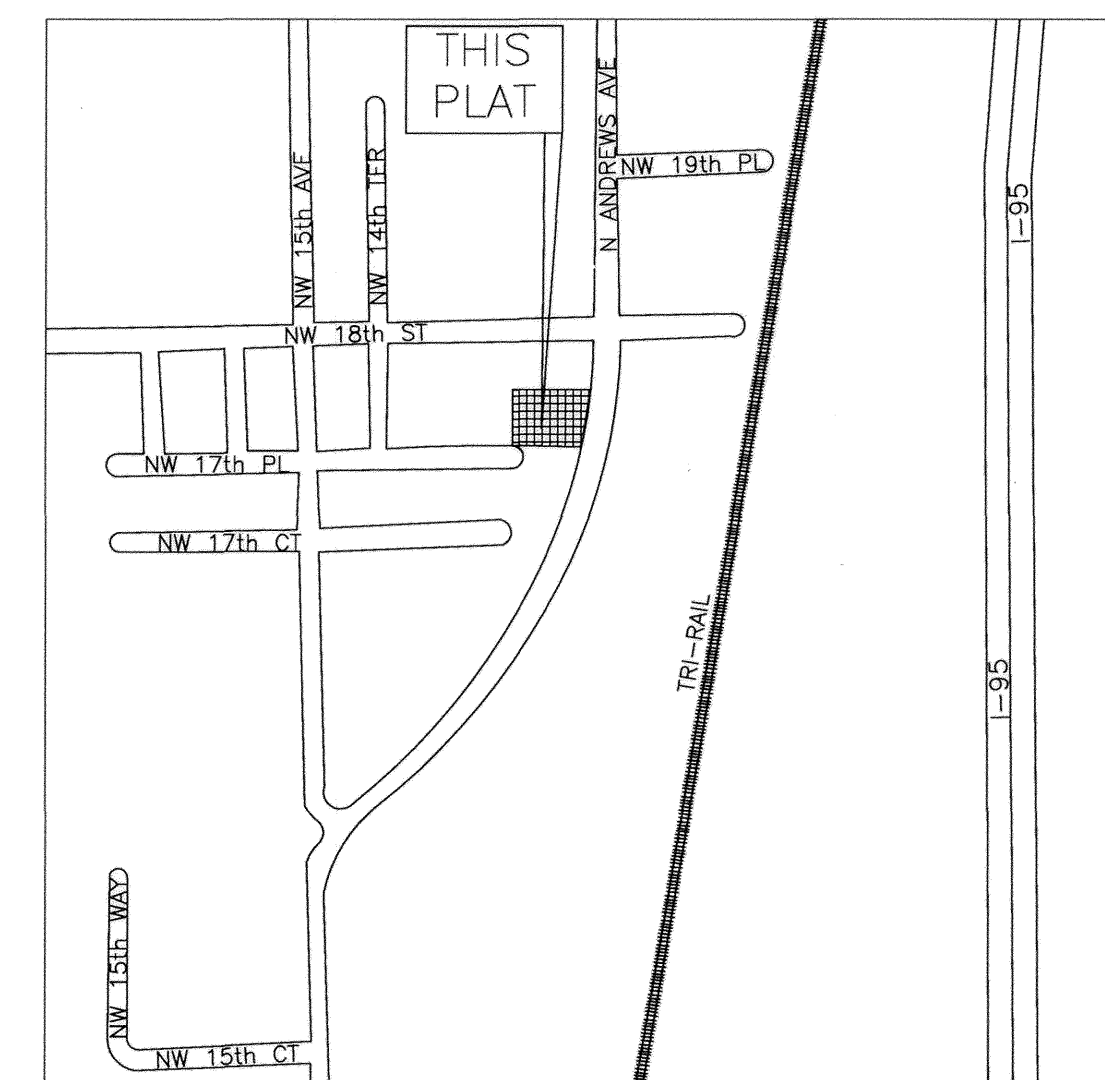 THIS
PLAT
N ANDREWS AVE
NW 19th PL
NW 15th AVE
NW 14th TER
I-95
NW 18th ST
NW 17th PL
NW 17th CT
TRI-RAIL
I-95
NW 15th WAY
NW 15th CT